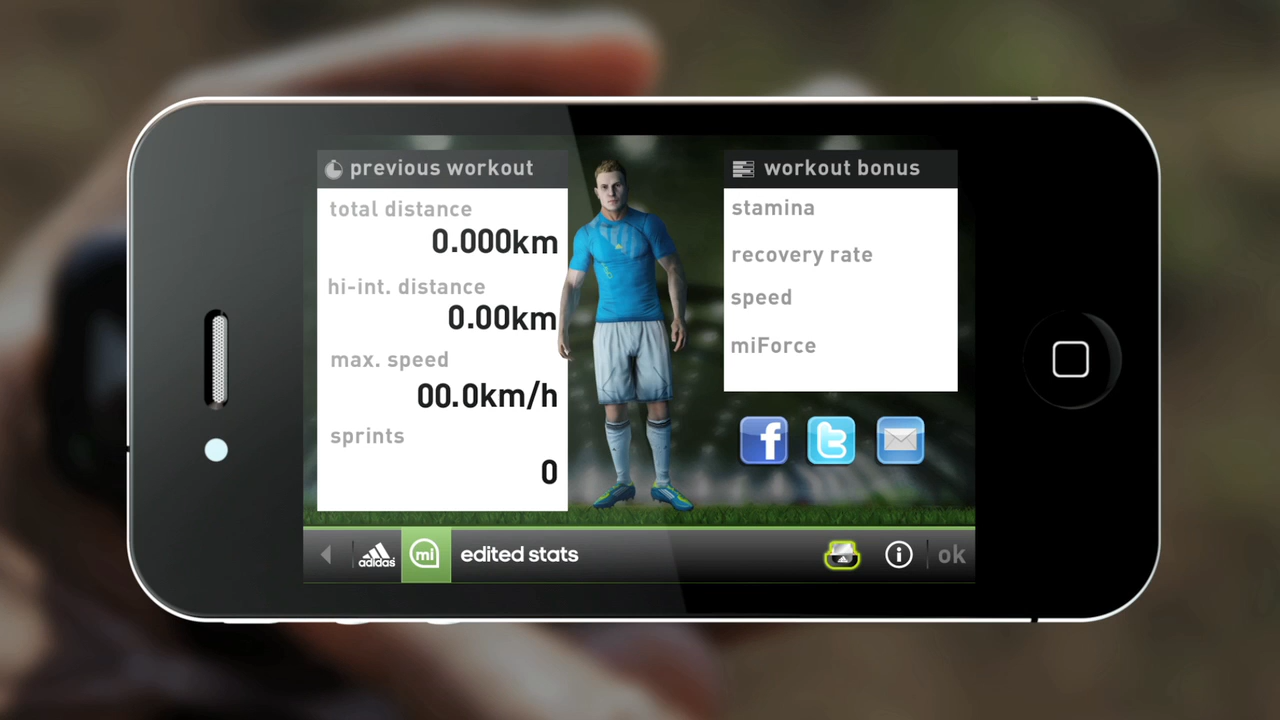 previous workout
total distance
0.000km
hi-int. distance
0.00km
max. speed
00.0km/h
sprints
0
workout bonus
stamina
recovery rate
speed
miForce
f
t
adidas
mi
edited stats
i
ok